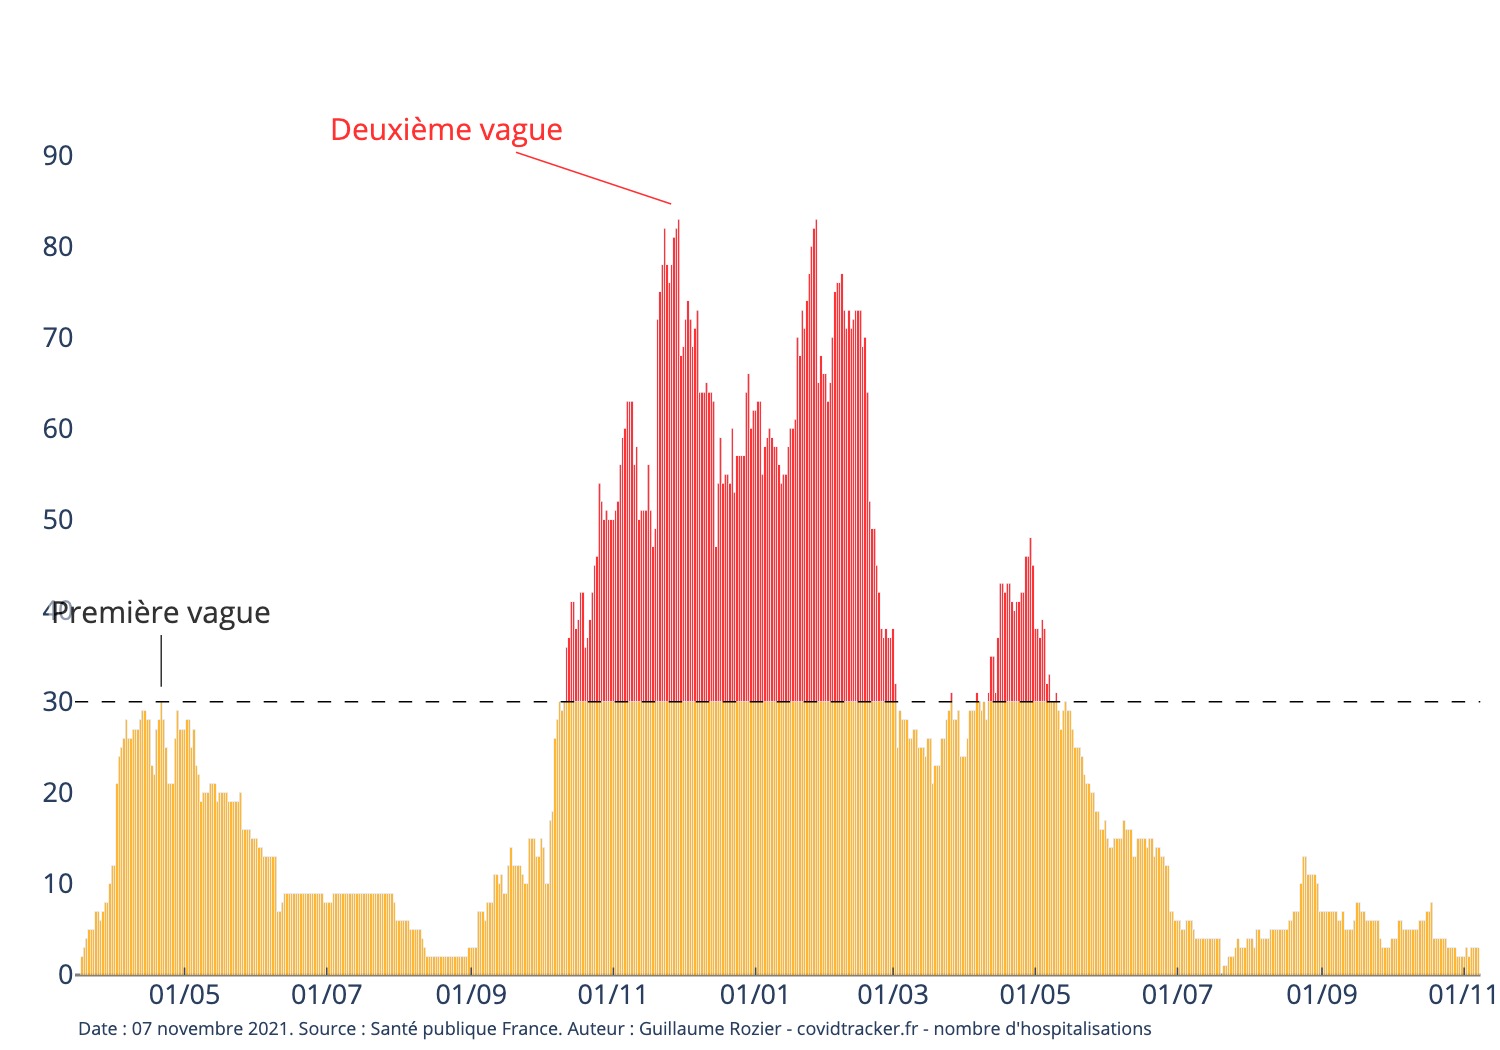 Deuxième vague
90
80
70
60
50
40
Première vague
30
20
10
0
01/05 01/07 01/09 01/11 01/01 01/03 01/05 01/07 01/09 01/11
Date : 07 novembre 2021. Source : Santé publique France. Auteur : Guillaume Rozier - covidtracker.fr - nombre d'hospitalisations